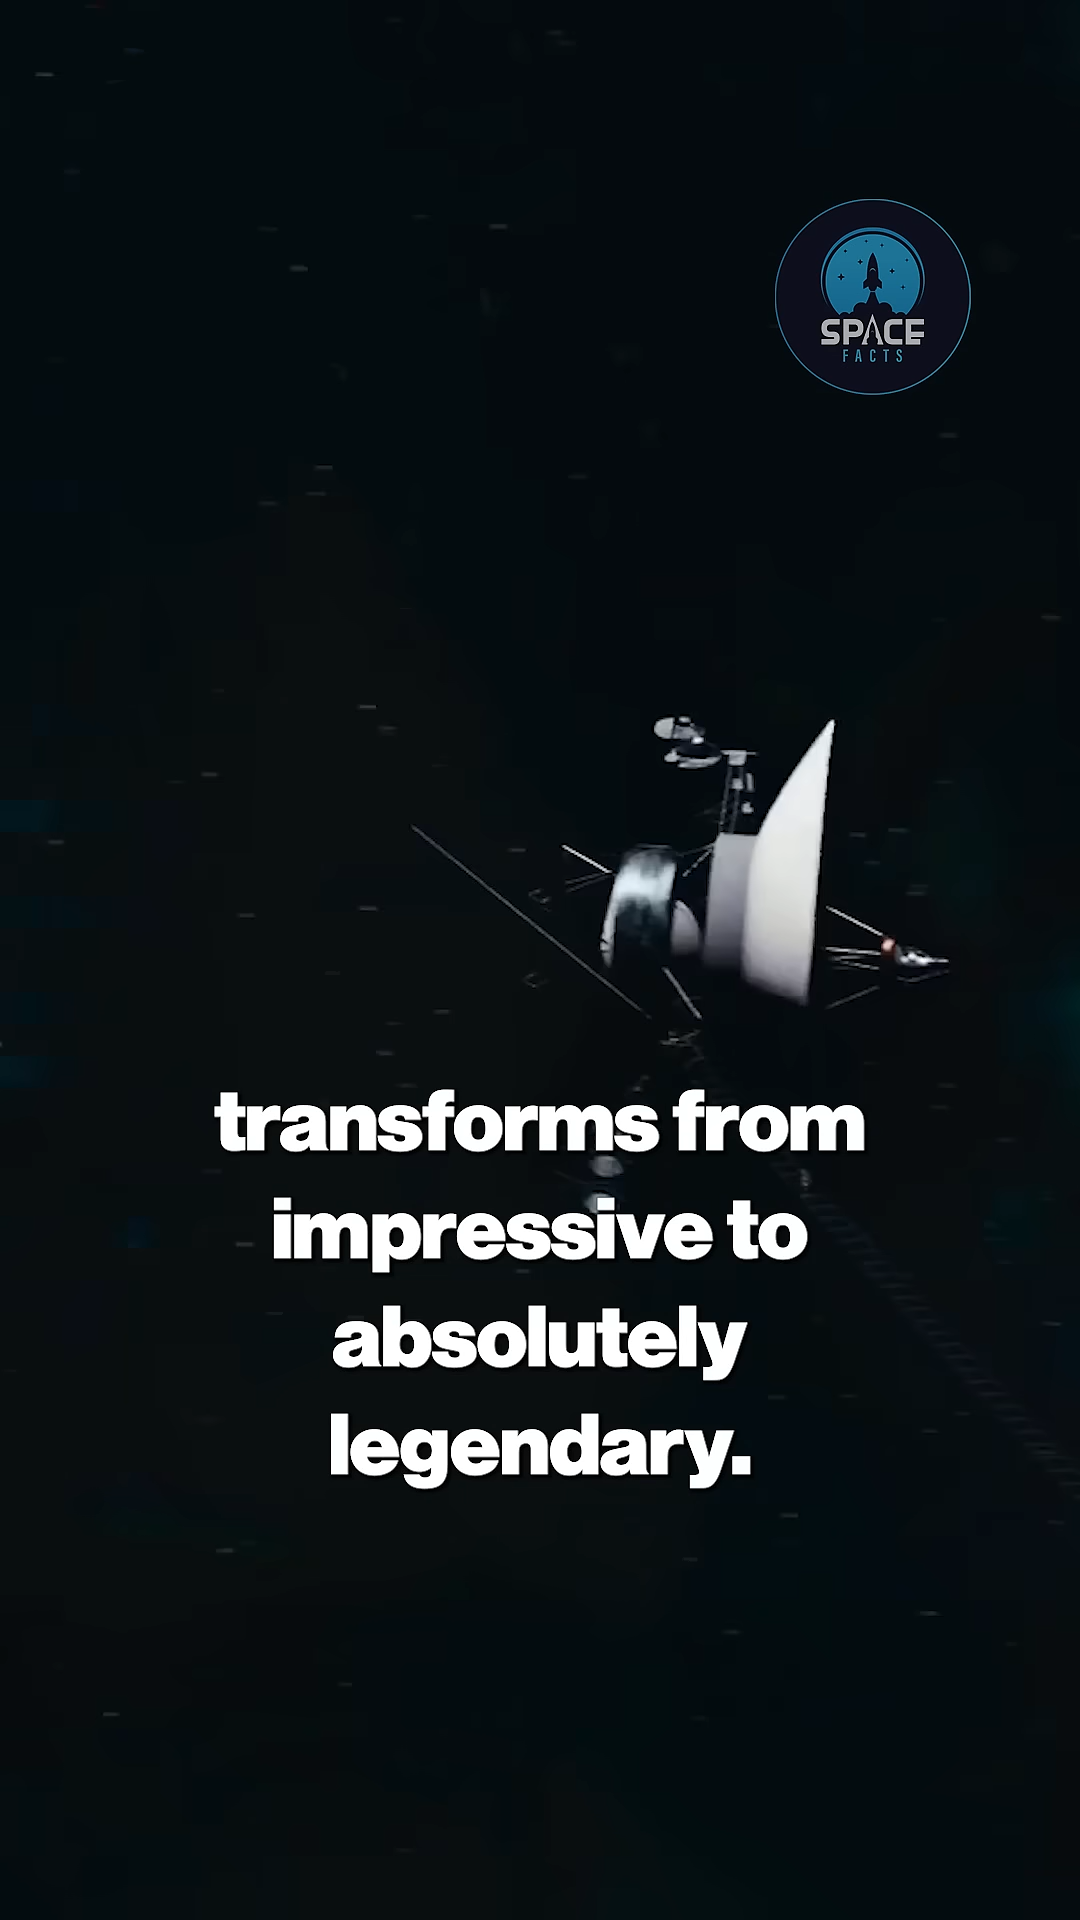 SPACE
FACTS
transforms from
impressive to
absolutely
legendary.